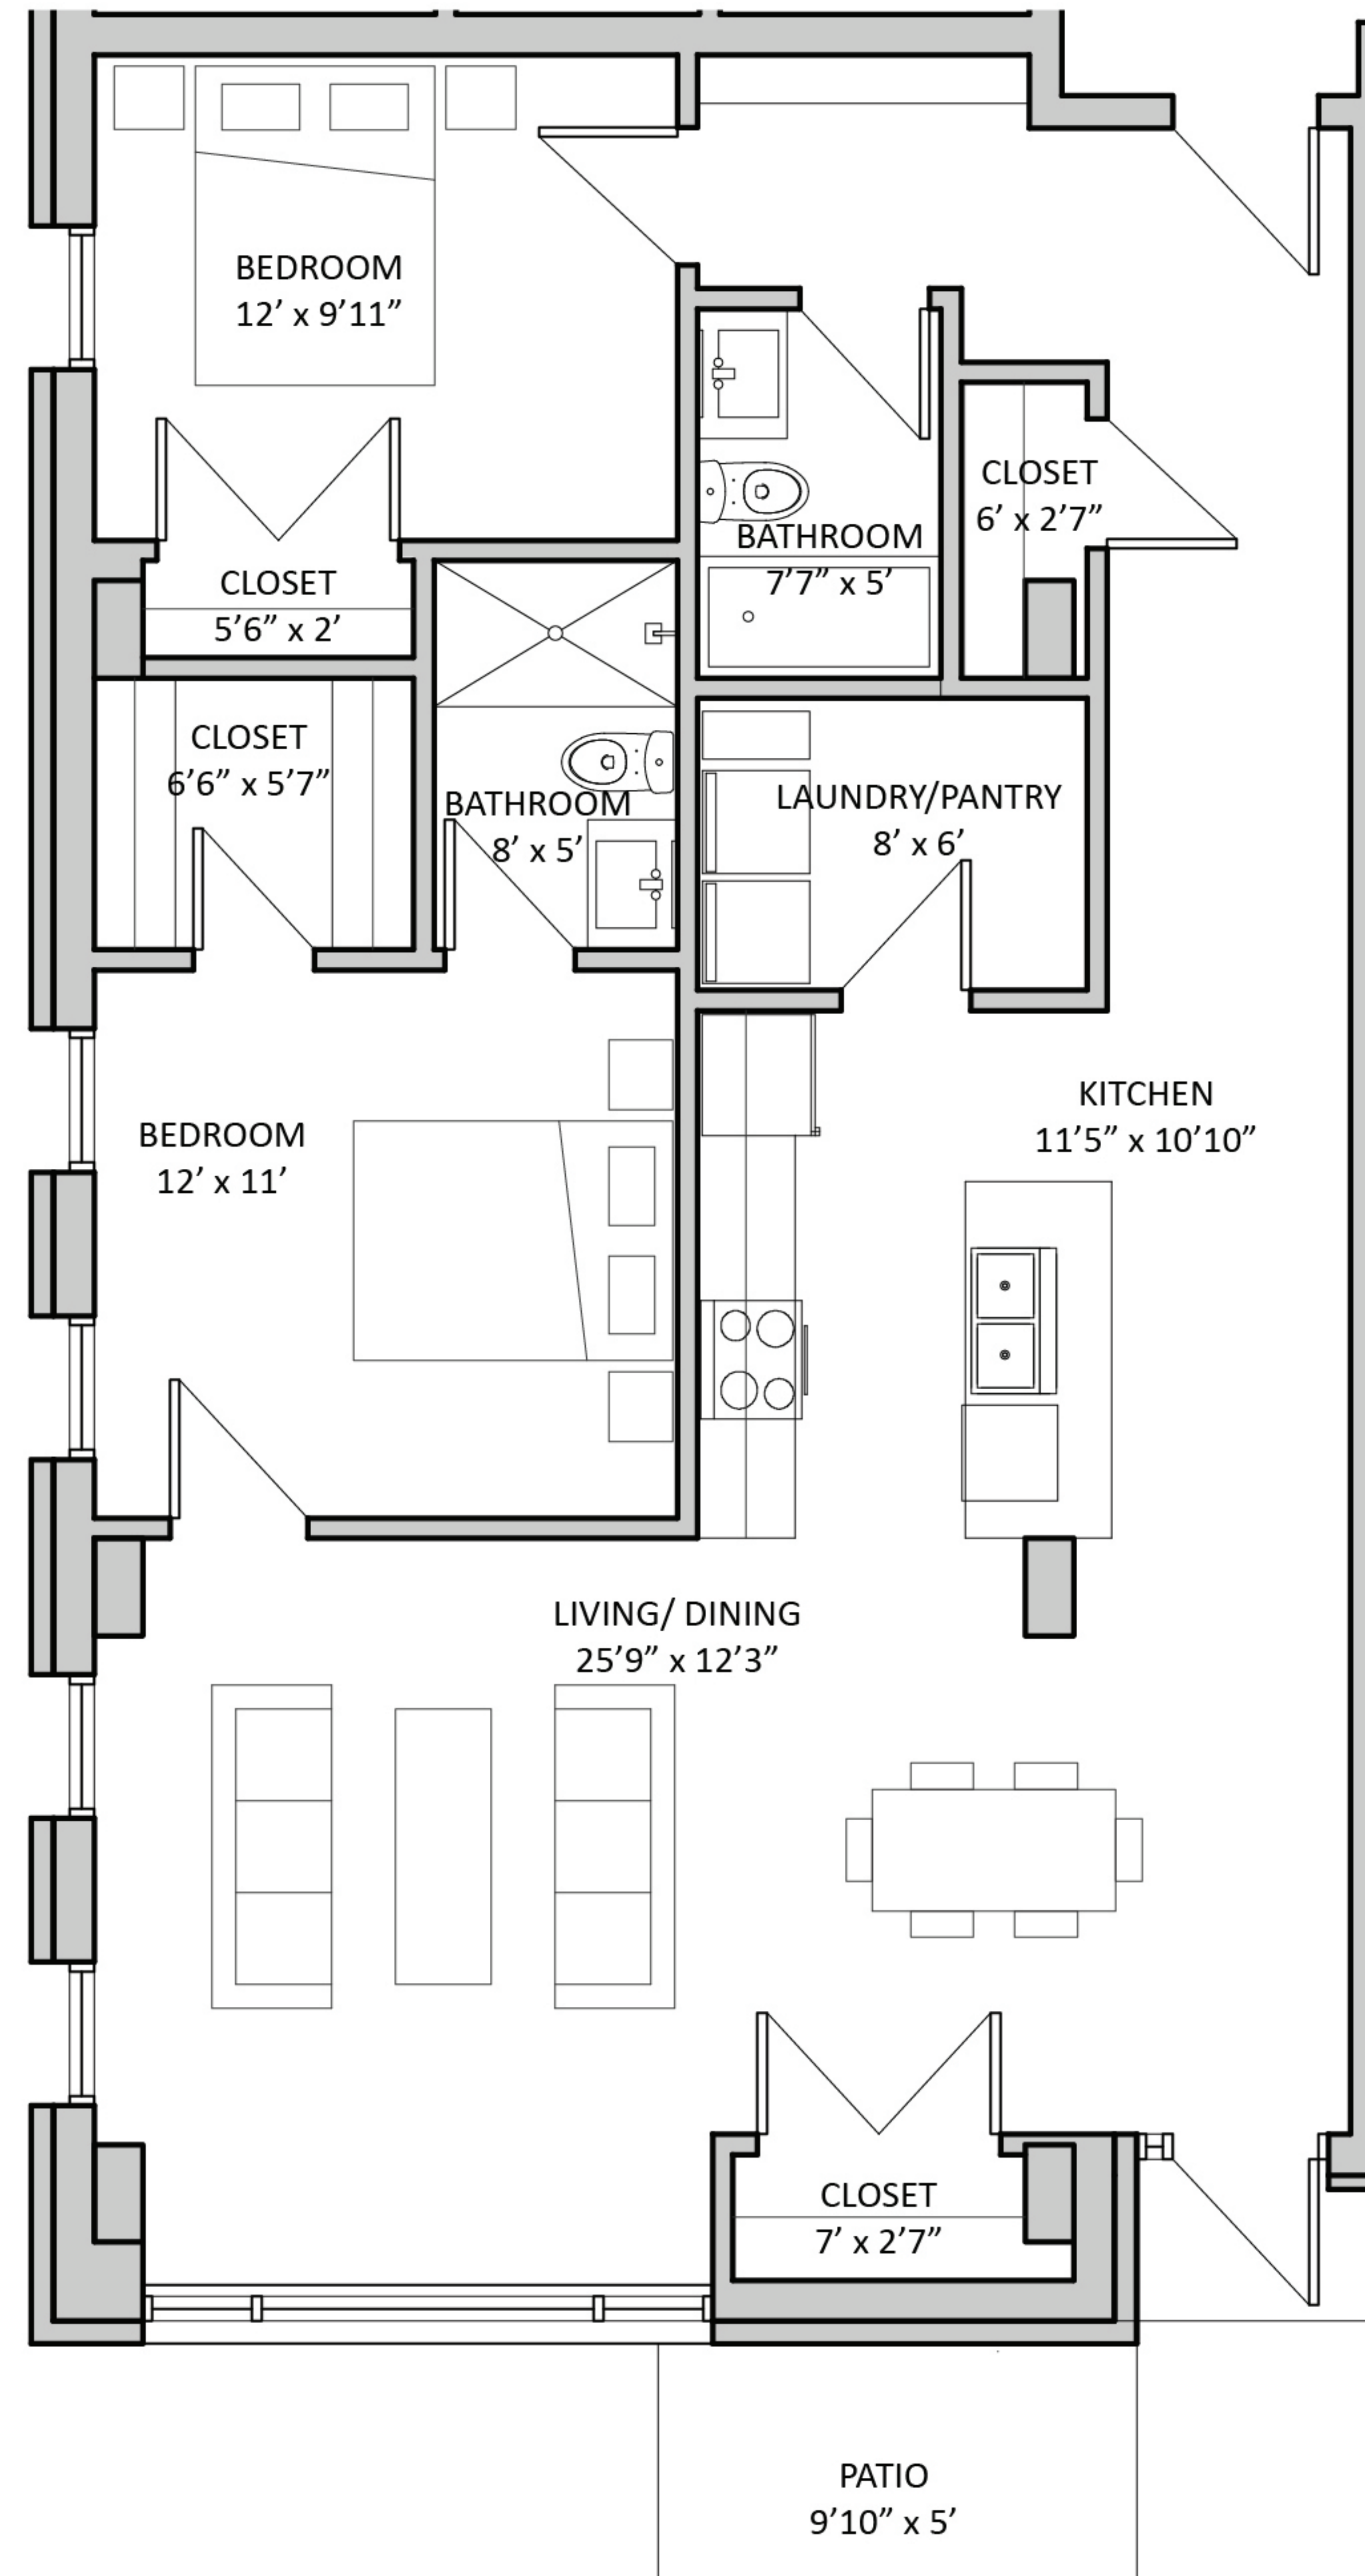 BEDROOM
12’ x 9’11”
CLOSET
6’ x 2’7”
BATHROOM
7’7” x 5’
CLOSET
5’6” x 2’
CLOSET
6’6” x 5’7”
BATHROOM
8’ x 5’
LAUNDRY/PANTRY
8’ x 6’
KITCHEN
11’5” x 10’10”
BEDROOM
12’ x 11’
LIVING/ DINING
25’9” x 12’3”
CLOSET
7’ x 2’7”
PATIO
9’10” x 5’